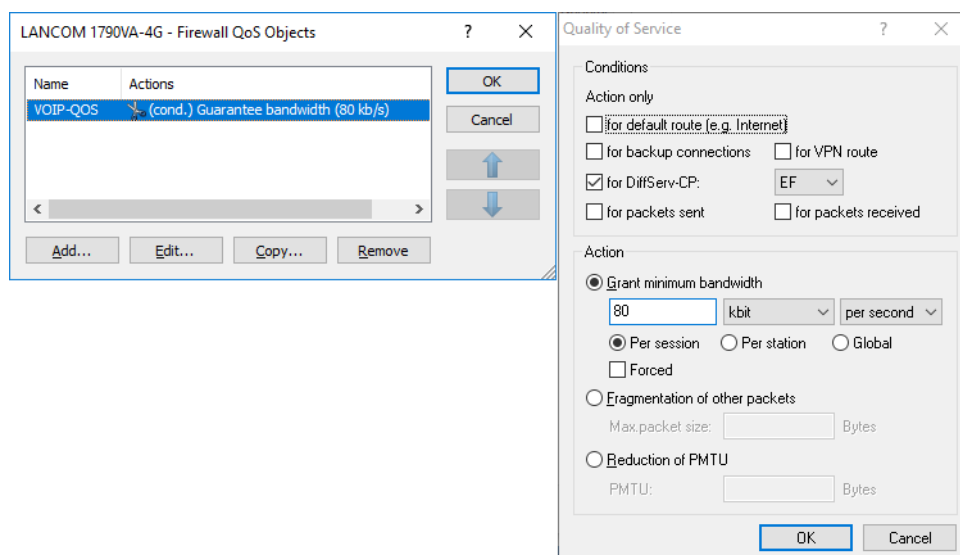 LANCOM 1790VA-4G - Firewall QoS Objects
Name Actions
VOIP-QOS (cond.) Guarantee bandwidth (80 kb/s)
OK
Cancel
Add... Edit... Copy... Remove
Quality of Service
Conditions
Action only
for default route (e.g. Internet)
for backup connections for VPN route
for DiffServ-CP: EF
for packets sent for packets received
Action
Grant minimum bandwidth
80 kbit per second
Per session Per station Global
Forced
Fragmentation of other packets
Max.packet size: Bytes
Reduction of PMTU
PMTU: Bytes
OK Cancel